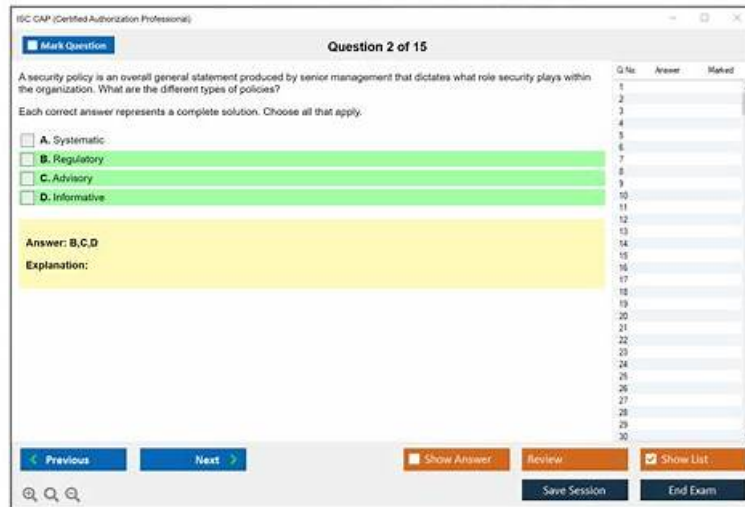 ISC CAP (Certified Authorization Professional)
Mark Question
Question 2 of 15
A security policy is an overall general statement produced by senior management that dictates what role security plays within
the organization. What are the different types of policies?
Each correct answer represents a complete solution. Choose all that apply.
A. Systematic
B. Regulatory
C. Advisory
D. Informative
Answer: B,C,D
Explanation:
Q.No. Answer Marked
1
2
3
4
5
6
7
8
9
10
11
12
13
14
15
16
17
18
19
20
21
22
23
24
25
26
27
28
29
30
Previous
Next
Show Answer
Review
Show List
Save Session
End Exam